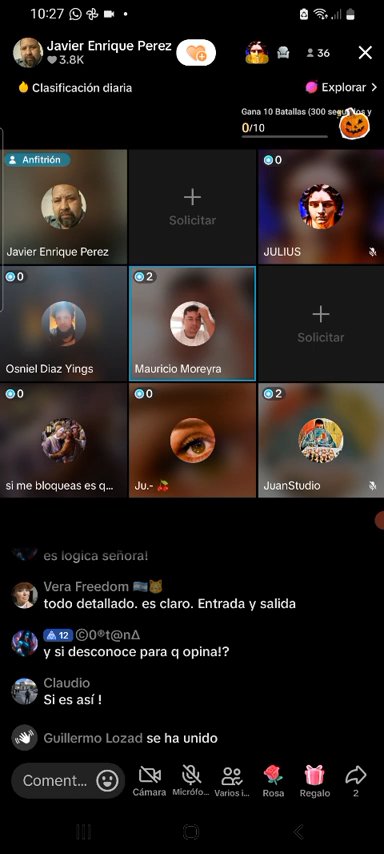 10:27
Javier Enrique Perez
3.8K
36
Clasificación diaria
Explorar
Gana 10 Batallas (300 segundos y
0/10
Anfitrión
Javier Enrique Perez
Solicitar
0
JULIUS
0
Osniel Diaz Yings
2
Mauricio Moreyra
Solicitar
0
si me bloqueas es q...
0
Ju.- 🍒
2
JuanStudio
es logica señora!
Vera Freedom 🇦🇷😼
todo detallado. es claro. Entrada y salida
12 ©0®t@n∆
y si desconoce para q opina!?
Claudio
Si es así !
Guillermo Lozad se ha unido
Coment...
Cámara
Micrófo...
Varios i...
Rosa
Regalo
2